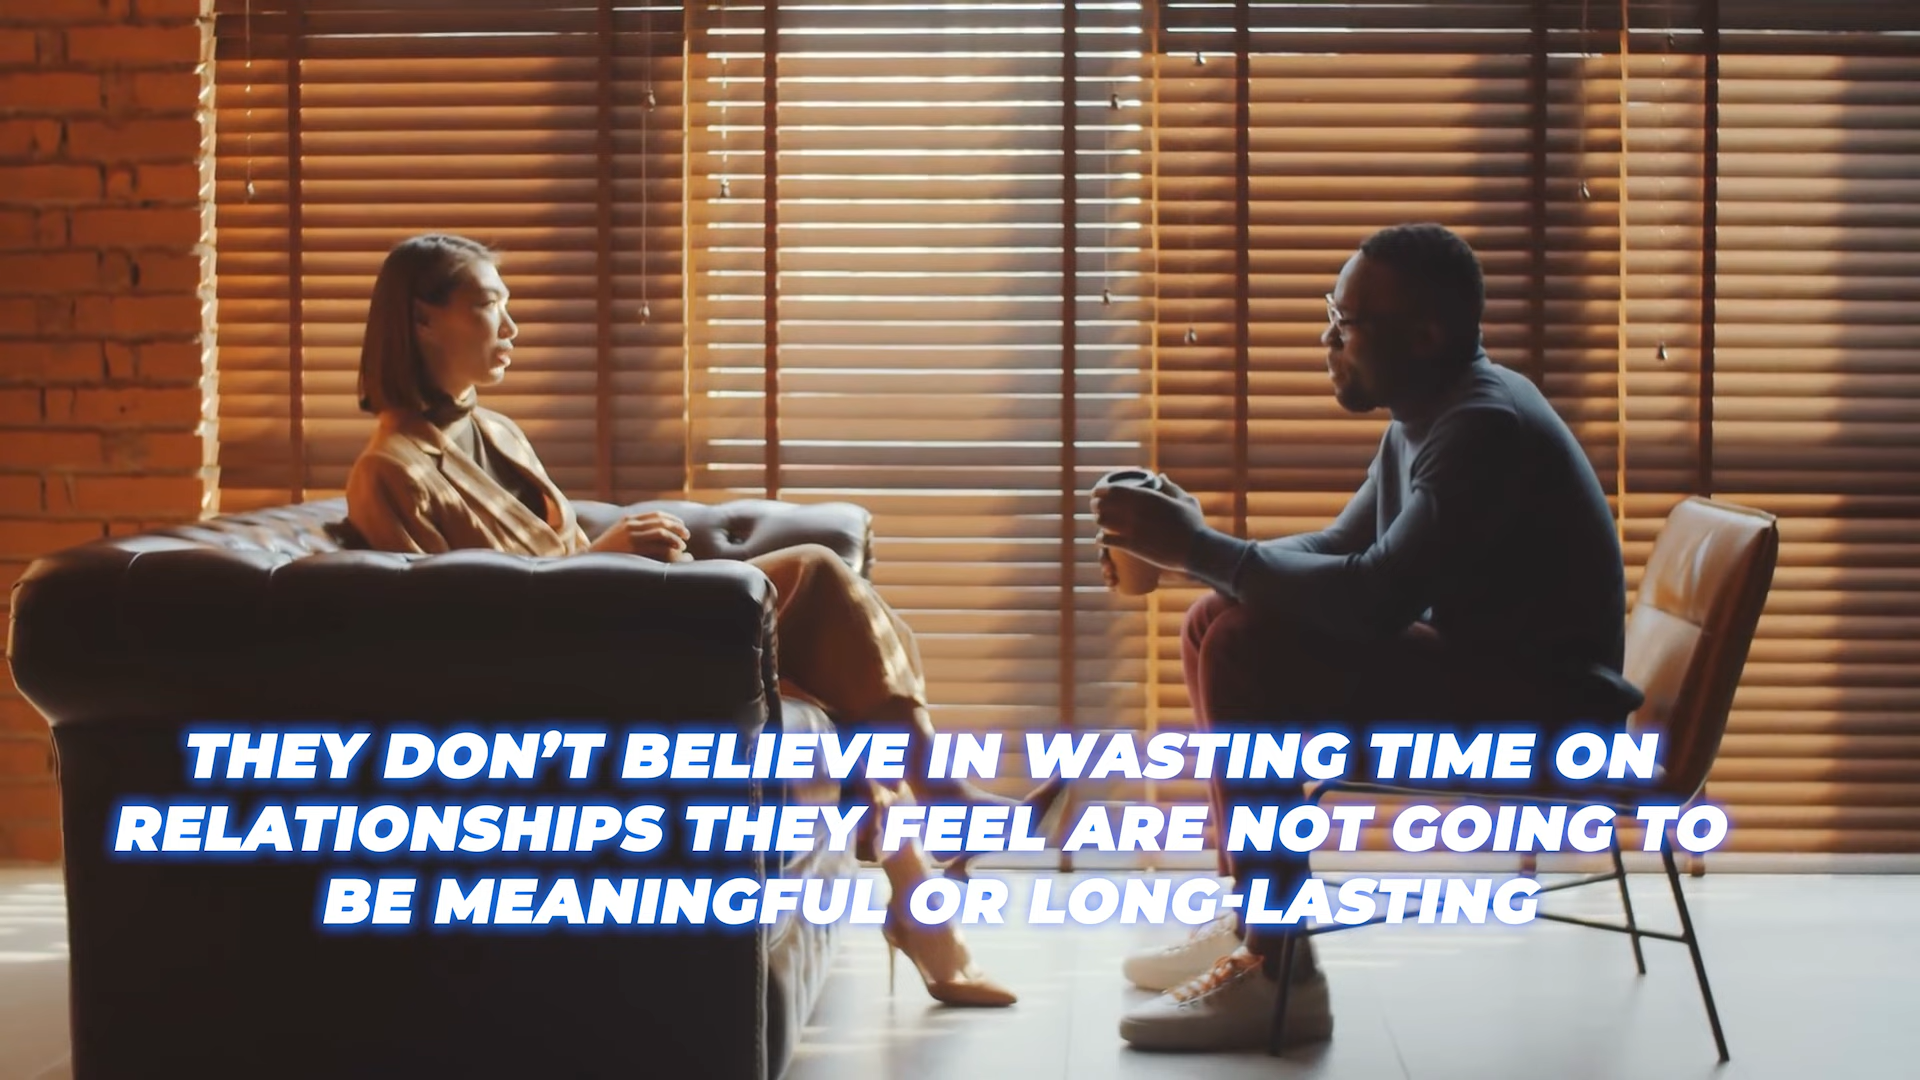 THEY DON’T BELIEVE IN WASTING TIME ON
RELATIONSHIPS THEY FEEL ARE NOT GOING TO
BE MEANINGFUL OR LONG-LASTING